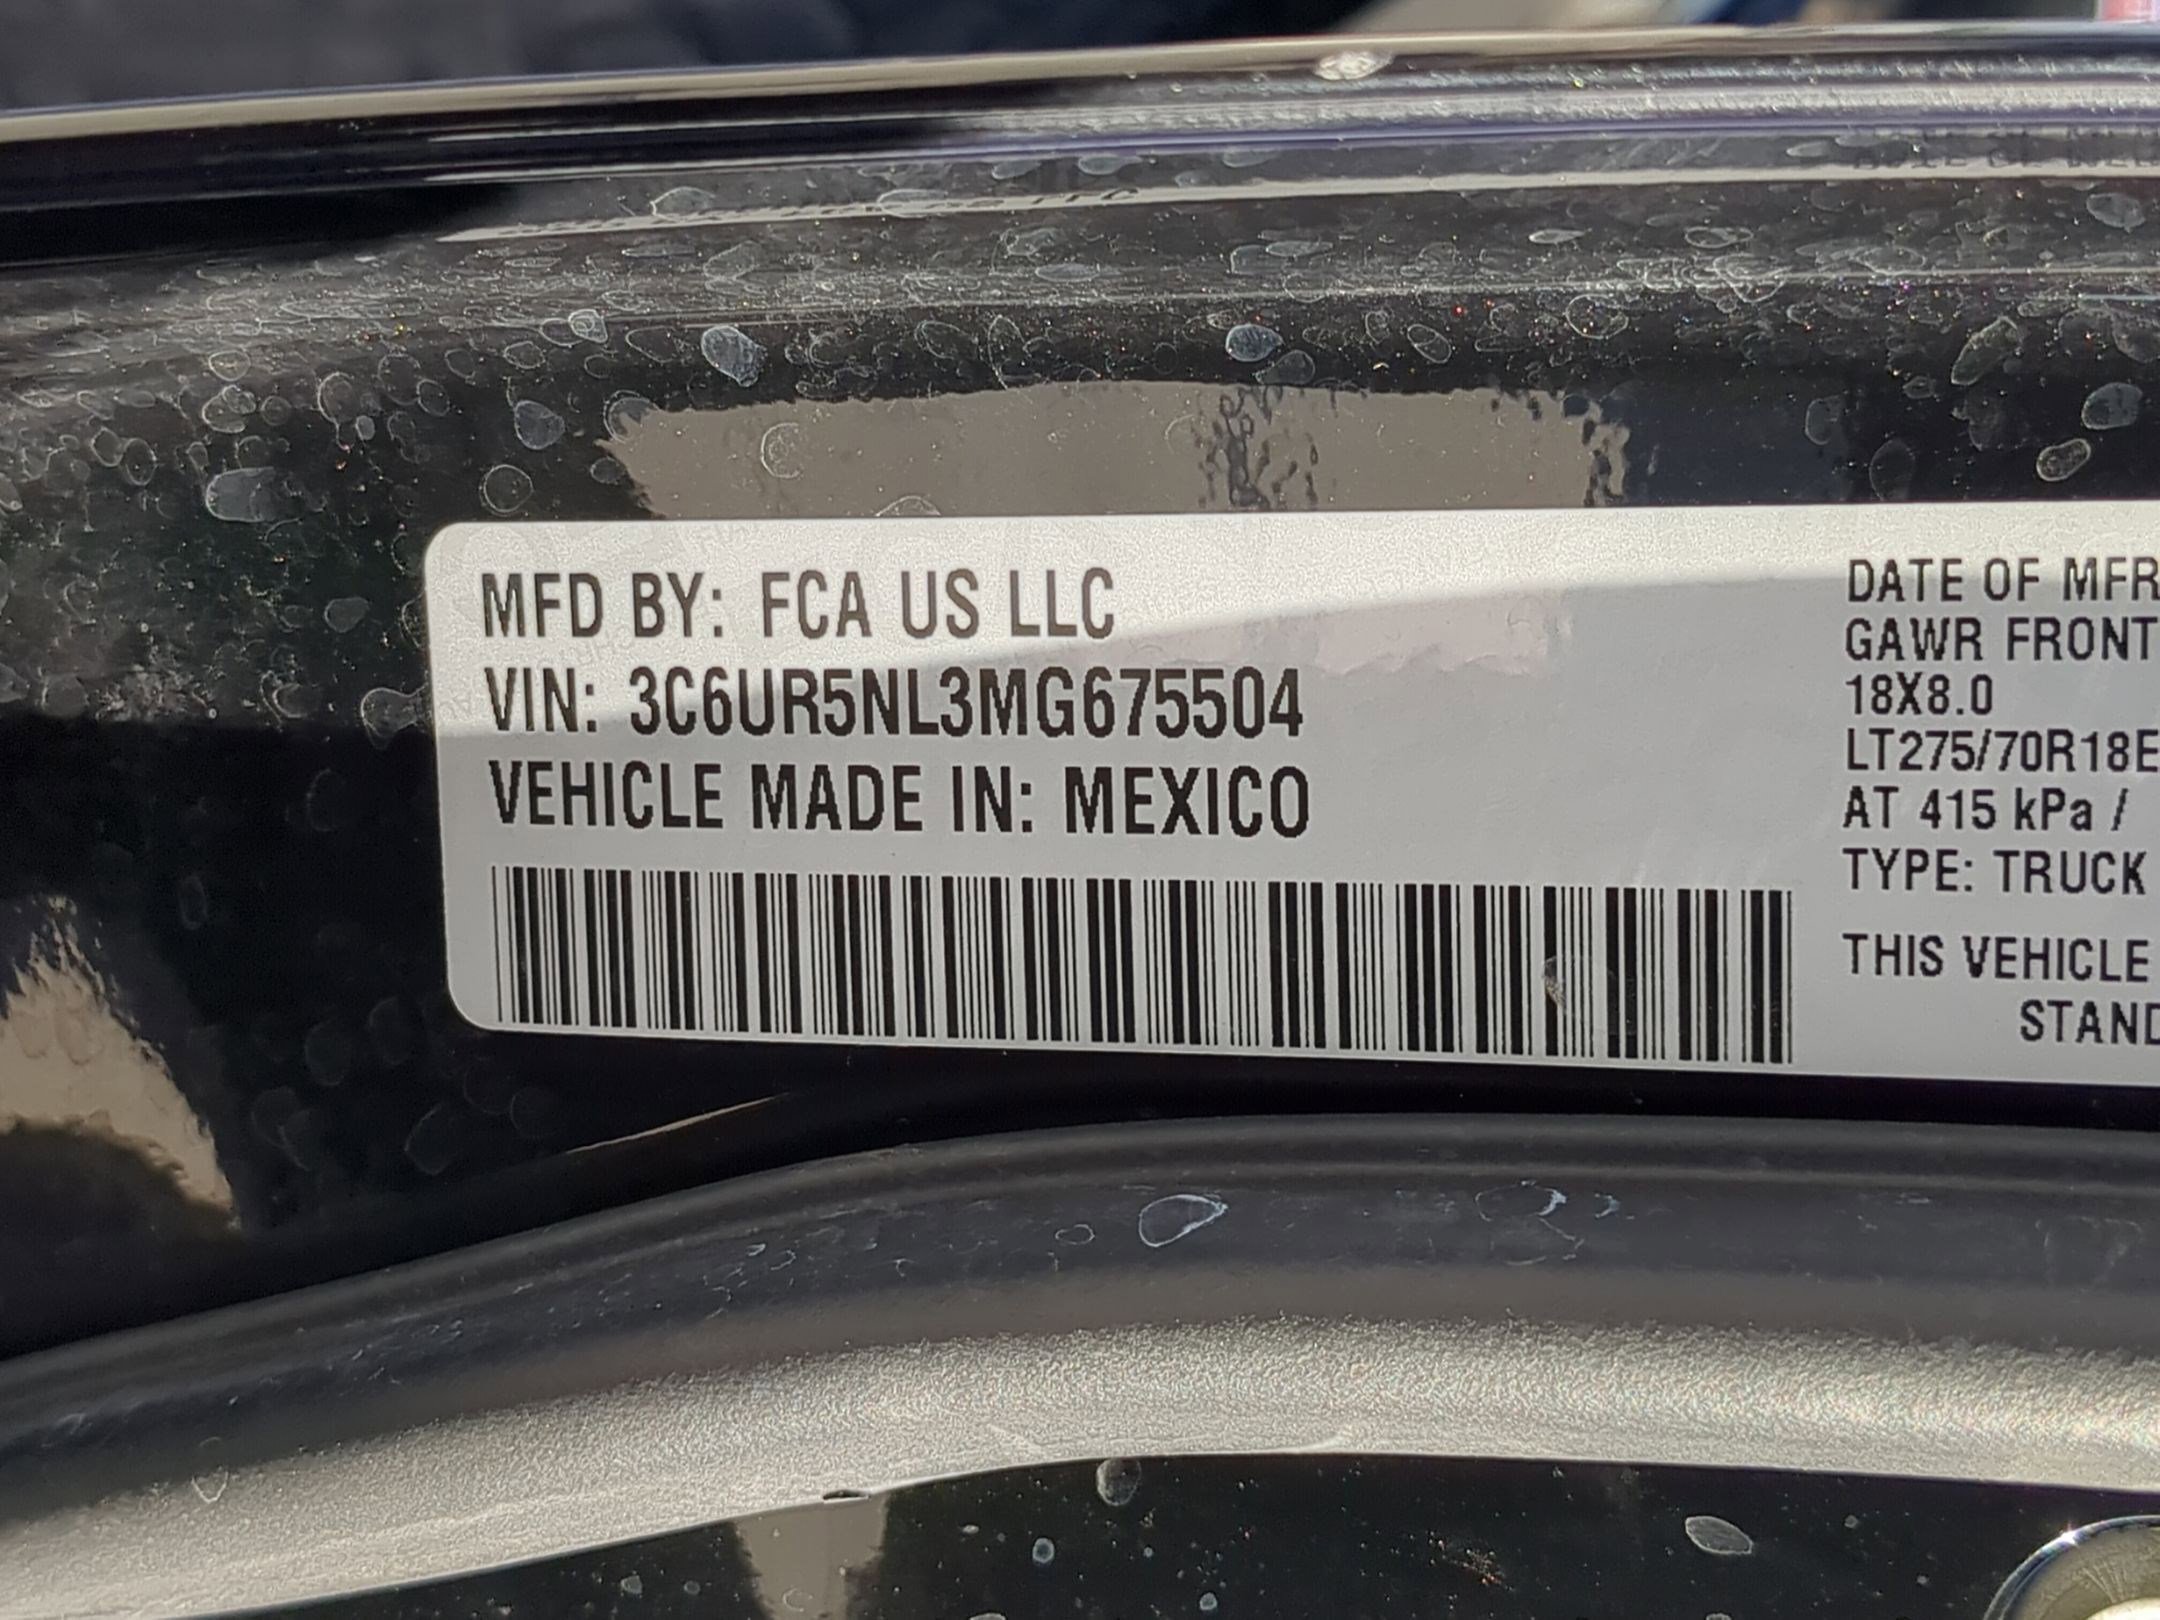 MFD BY: FCA US LLC
VIN: 3C6UR5NL3MG675504
VEHICLE MADE IN: MEXICO
DATE OF MFR
GAWR FRONT
18X8.0
LT275/70R18E
AT 415 kPa /
TYPE: TRUCK
THIS VEHICLE
STAND